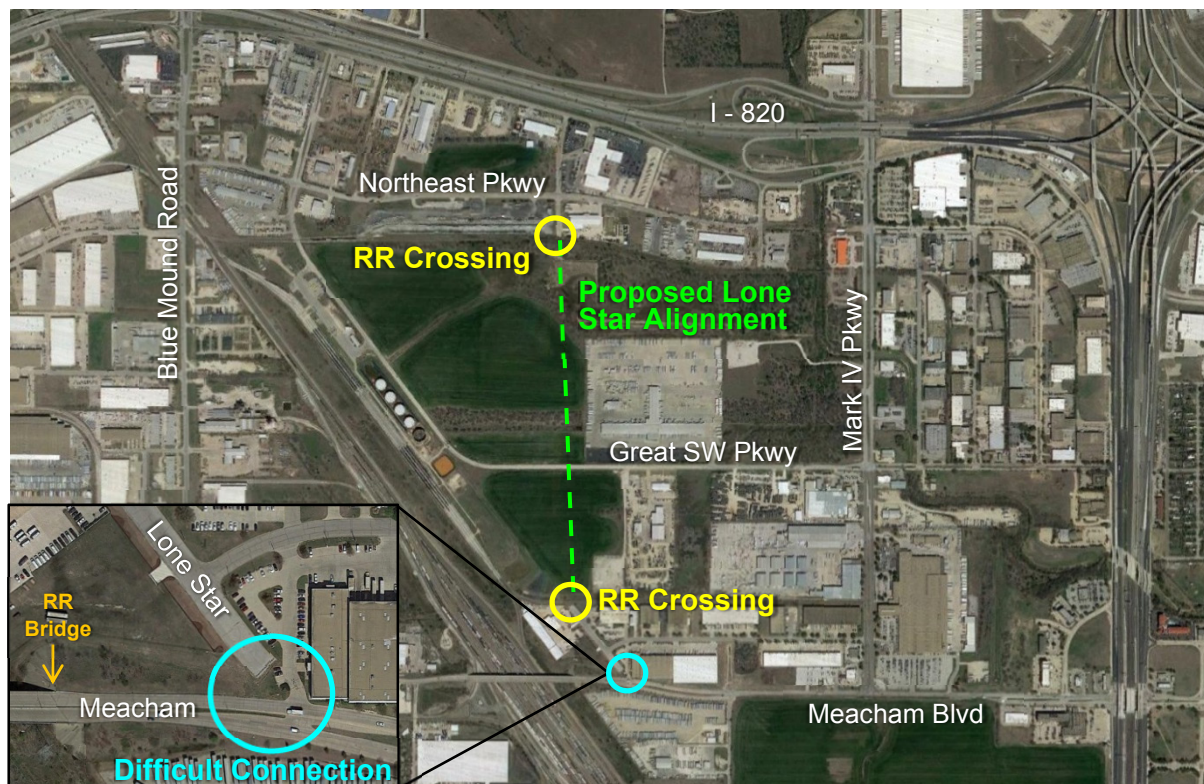 I - 820
Northeast Pkwy
Blue Mound Road
RR Crossing
Proposed Lone
Star Alignment
Mark IV Pkwy
Great SW Pkwy
RR Crossing
Lone Star
RR
Bridge
Meacham
Difficult Connection
Meacham Blvd